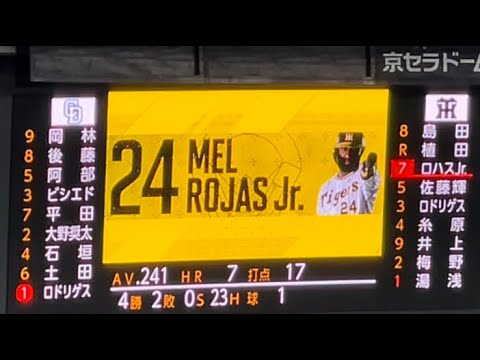 京セラドーム
CD
9 岡林
8 後藤
5 阿部
3 ビシエド
7 平田
2 大野奨太
4 石垣
6 土田
1 ロドリゲス
24 MEL
ROJAS Jr.
Tigers
24
AV .241 HR 7 打点 17
4勝 2敗 0S 23H 球 1
HT
8 島田
R 植田
7 ロハスJr.
5 佐藤輝
3 ロドリゲス
4 糸原
9 井上
2 梅野
1 湯浅